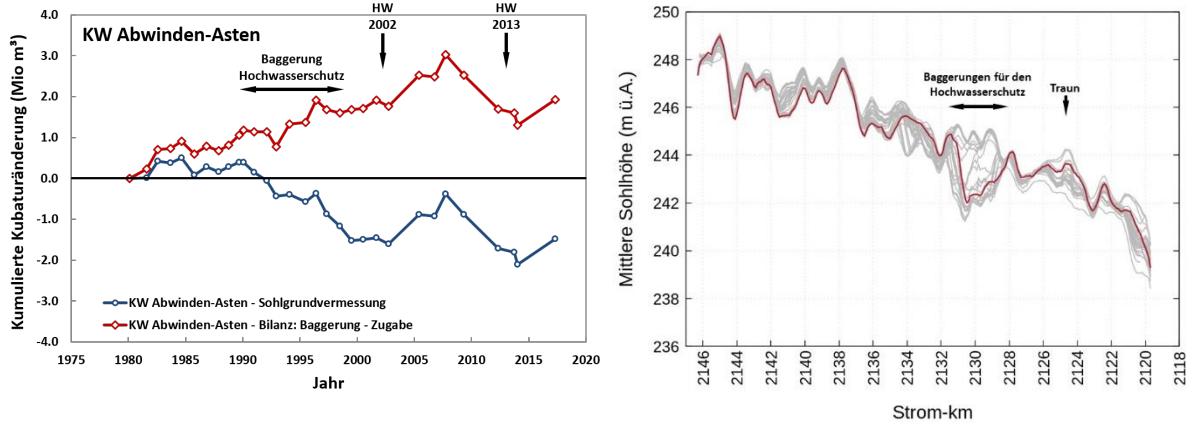 KW Abwinden-Asten
HW
2002
HW
2013
Baggerung
Hochwasserschutz
Kumulierte Kubaturänderung (Mio m³)
4.0
3.0
2.0
1.0
0.0
-1.0
-2.0
-3.0
-4.0
KW Abwinden-Asten - Sohlgrundvermessung
KW Abwinden-Asten - Bilanz: Baggerung - Zugabe
1975 1980 1985 1990 1995 2000 2005 2010 2015 2020
Jahr
Mittlere Sohlhöhe (m ü.A.)
250
248
246
244
242
240
238
236
Baggerungen für den
Hochwasserschutz
Traun
2146 2144 2142 2140 2138 2136 2134 2132 2130 2128 2126 2124 2122 2120 2118
Strom-km